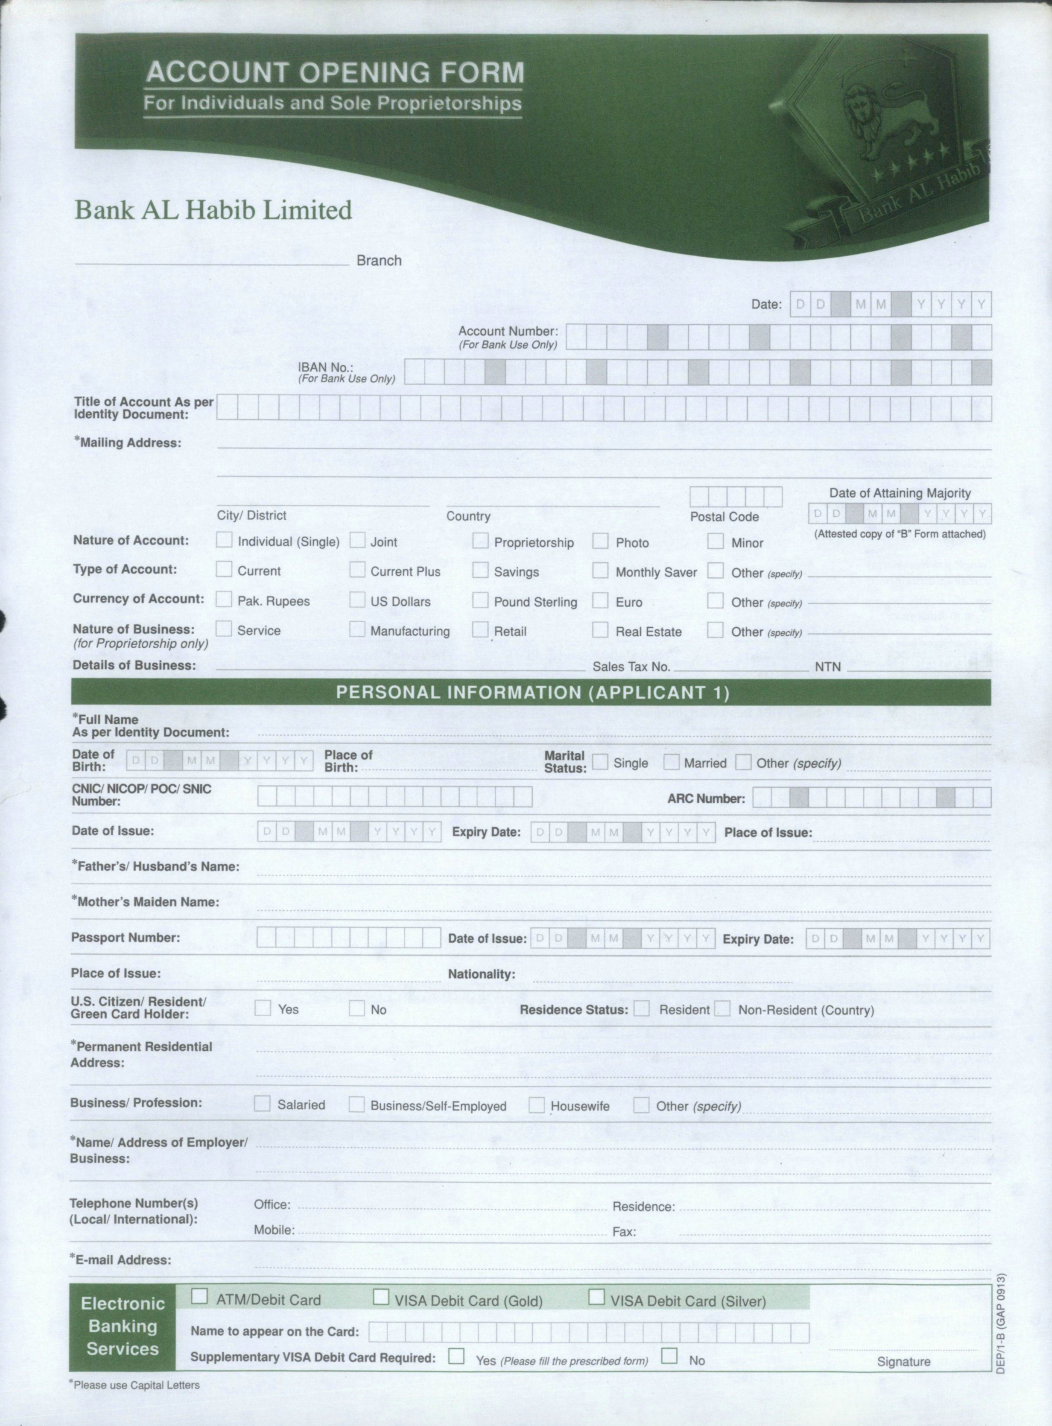 ACCOUNT OPENING FORM
For Individuals and Sole Proprietorships
Bank AL Habib
Bank AL Habib Limited
Branch
Date: D D M M Y Y Y Y
Account Number:
(For Bank Use Only)
IBAN No.:
(For Bank Use Only)
Title of Account As per
Identity Document:
*Mailing Address:
City/ District Country Postal Code
Date of Attaining Majority
D D M M Y Y Y Y
(Attested copy of "B" Form attached)
Nature of Account: Individual (Single) Joint Proprietorship Photo Minor
Type of Account: Current Current Plus Savings Monthly Saver Other (specify)
Currency of Account: Pak. Rupees US Dollars Pound Sterling Euro Other (specify)
Nature of Business: Service Manufacturing Retail Real Estate Other (specify)
(for Proprietorship only)
Details of Business: Sales Tax No. NTN
PERSONAL INFORMATION (APPLICANT 1)
*Full Name
As per Identity Document:
Date of Birth: D D M M Y Y Y Y Place of Birth: Marital Status: Single Married Other (specify)
CNIC/ NICOP/ POC/ SNIC
Number: ARC Number:
Date of Issue: D D M M Y Y Y Y Expiry Date: D D M M Y Y Y Y Place of Issue:
*Father's/ Husband's Name:
*Mother's Maiden Name:
Passport Number: Date of Issue: D D M M Y Y Y Y Expiry Date: D D M M Y Y Y Y
Place of Issue: Nationality:
U.S. Citizen/ Resident/
Green Card Holder: Yes No Residence Status: Resident Non-Resident (Country)
*Permanent Residential
Address:
Business/ Profession: Salaried Business/Self-Employed Housewife Other (specify)
*Name/ Address of Employer/
Business:
Telephone Number(s) Office: Residence:
(Local/ International): Mobile: Fax:
*E-mail Address:
Electronic
Banking
Services
ATM/Debit Card VISA Debit Card (Gold) VISA Debit Card (Silver)
Name to appear on the Card:
Supplementary VISA Debit Card Required: Yes (Please fill the prescribed form) No
Signature
DEP/1-B (GAP 0913)
*Please use Capital Letters